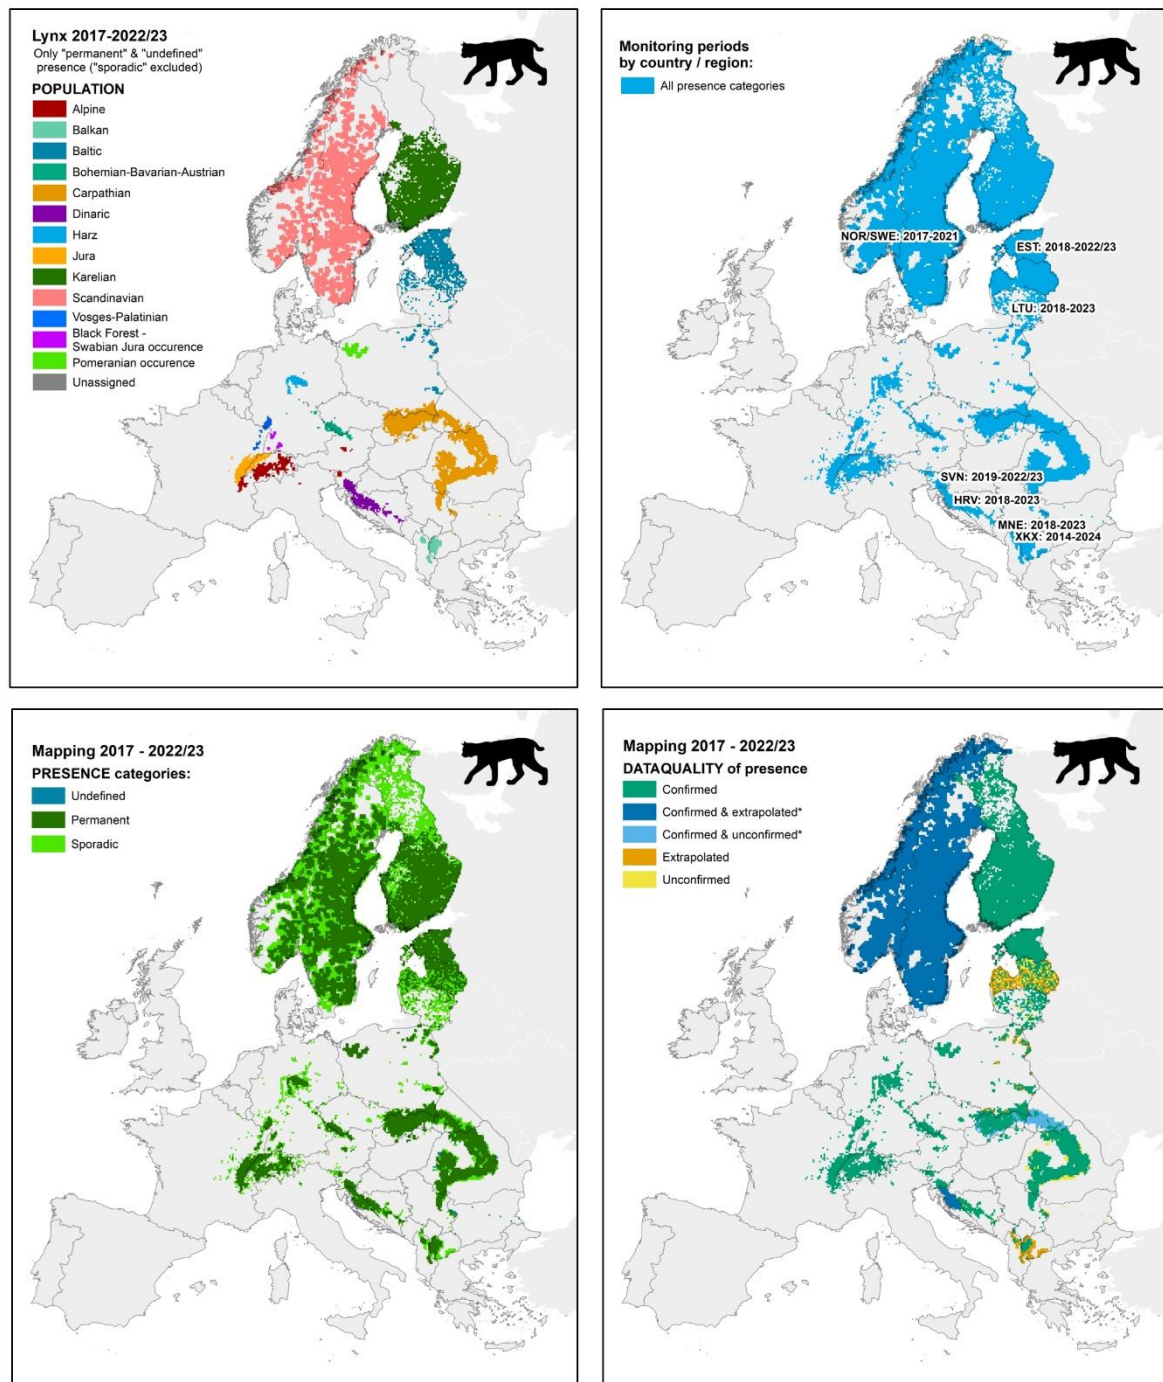 Lynx 2017-2022/23
Only "permanent" & "undefined"
presence ("sporadic" excluded)
POPULATION
Alpine
Balkan
Baltic
Bohemian-Bavarian-Austrian
Carpathian
Dinaric
Harz
Jura
Karelian
Scandinavian
Vosges-Palatinian
Black Forest -
Swabian Jura occurence
Pomeranian occurence
Unassigned
Monitoring periods
by country / region:
All presence categories
NOR/SWE: 2017-2021
EST: 2018-2022/23
LTU: 2018-2023
SVN: 2019-2022/23
HRV: 2018-2023
MNE: 2018-2023
XKX: 2014-2024
Mapping 2017 - 2022/23
PRESENCE categories:
Undefined
Permanent
Sporadic
Mapping 2017 - 2022/23
DATAQUALITY of presence
Confirmed
Confirmed & extrapolated*
Confirmed & unconfirmed*
Extrapolated
Unconfirmed